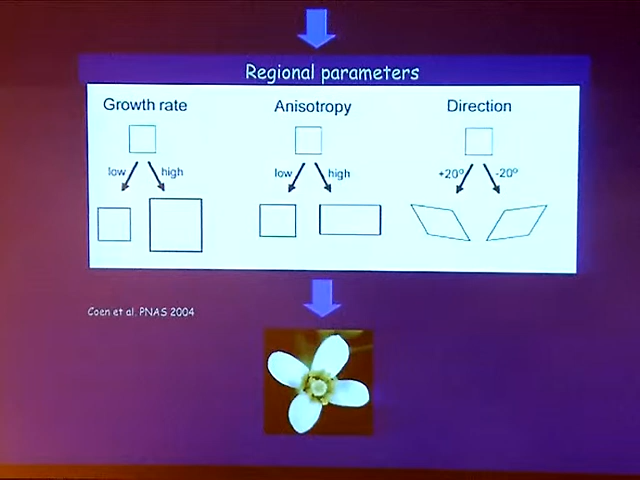 Regional parameters
Growth rate Anisotropy Direction
low high low high +20° -20°
Coen et al. PNAS 2004